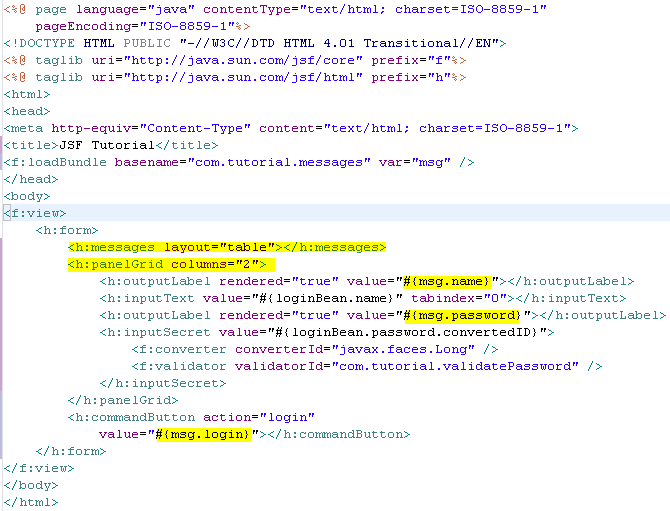 <%@ page language="java" contentType="text/html; charset=ISO-8859-1"
    pageEncoding="ISO-8859-1"%>
<!DOCTYPE HTML PUBLIC "-//W3C//DTD HTML 4.01 Transitional//EN">
<%@ taglib uri="http://java.sun.com/jsf/core" prefix="f"%>
<%@ taglib uri="http://java.sun.com/jsf/html" prefix="h"%>
<html>
<head>
<meta http-equiv="Content-Type" content="text/html; charset=ISO-8859-1">
<title>JSF Tutorial</title>
<f:loadBundle basename="com.tutorial.messages" var="msg" />
</head>
<body>
<f:view>
    <h:form>
        <h:messages layout="table"></h:messages>
        <h:panelGrid columns="2">
            <h:outputLabel rendered="true" value="#{msg.name}"></h:outputLabel>
            <h:inputText value="#{loginBean.name}" tabindex="0"></h:inputText>
            <h:outputLabel rendered="true" value="#{msg.password}"></h:outputLabel>
            <h:inputSecret value="#{loginBean.password.convertedID}">
                <f:converter converterId="javax.faces.Long" />
                <f:validator validatorId="com.tutorial.validatePassword" />
            </h:inputSecret>
        </h:panelGrid>
        <h:commandButton action="login"
            value="#{msg.login}"></h:commandButton>
    </h:form>
</f:view>
</body>
</html>